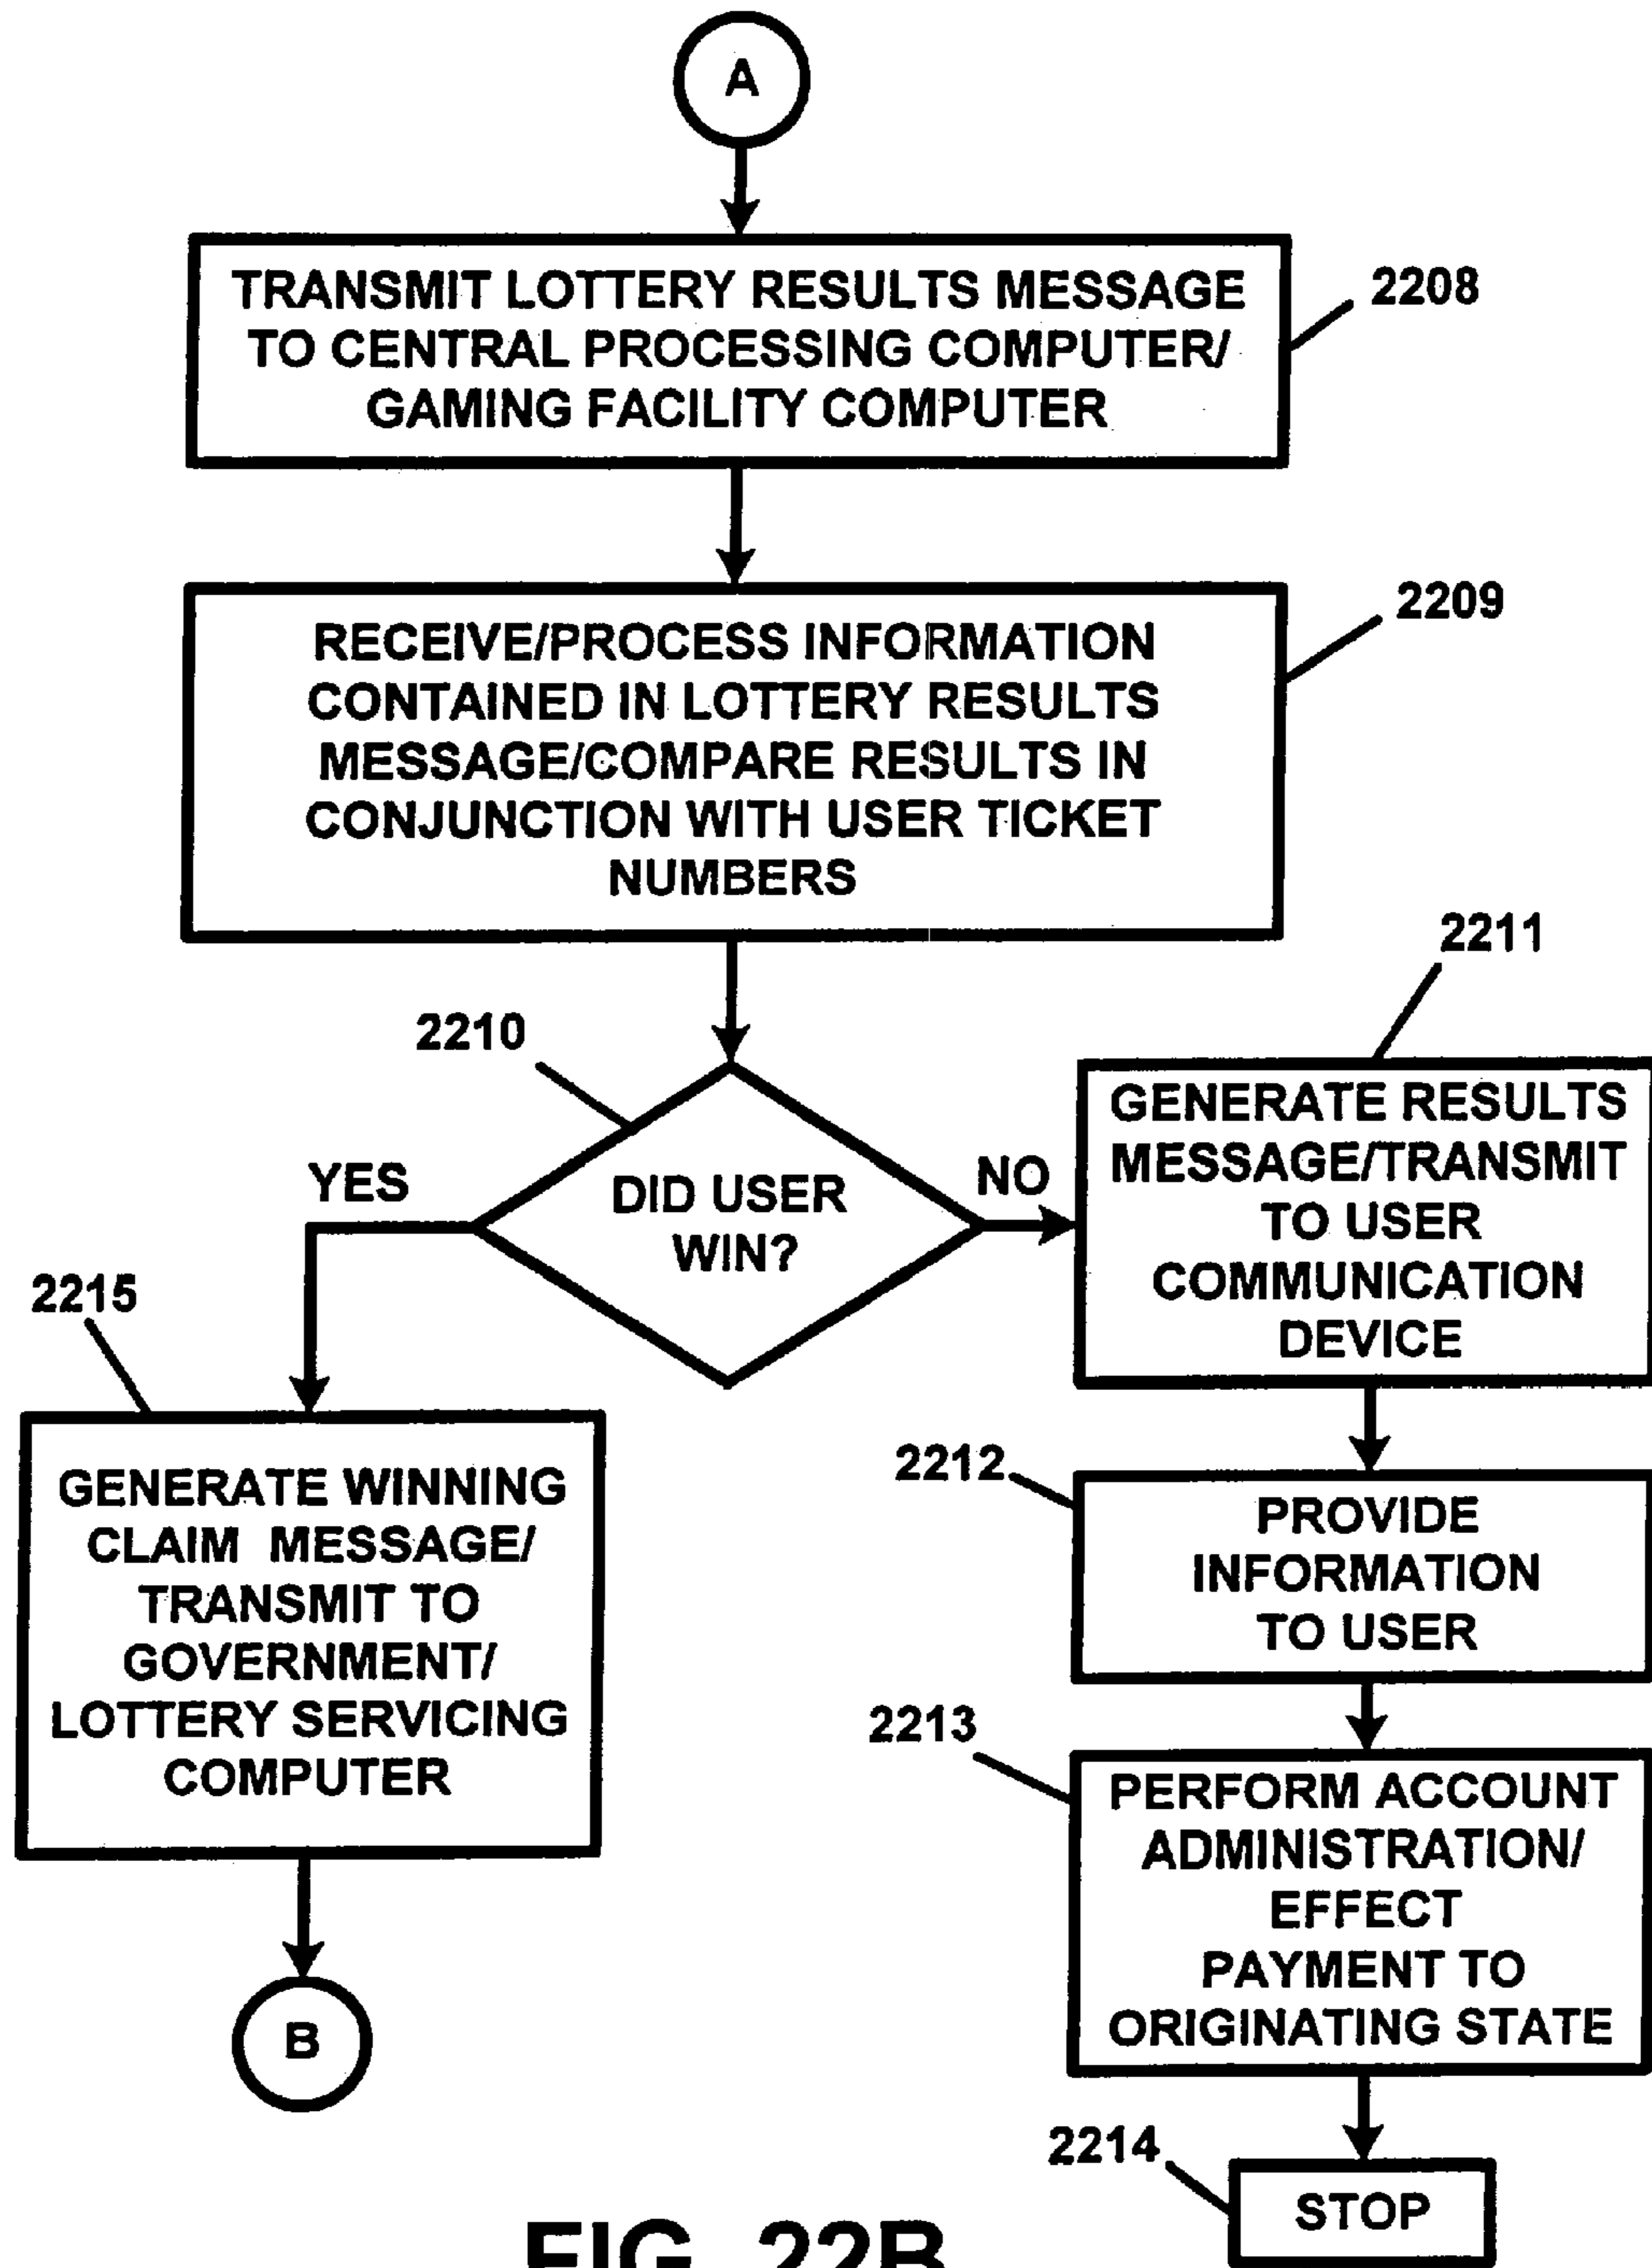 A
TRANSMIT LOTTERY RESULTS MESSAGE
TO CENTRAL PROCESSING COMPUTER/
GAMING FACILITY COMPUTER
2208
RECEIVE/PROCESS INFORMATION
CONTAINED IN LOTTERY RESULTS
MESSAGE/COMPARE RESULTS IN
CONJUNCTION WITH USER TICKET
NUMBERS
2209
2210
DID USER
WIN?
YES
NO
2211
GENERATE RESULTS
MESSAGE/TRANSMIT
TO USER
COMMUNICATION
DEVICE
2215
GENERATE WINNING
CLAIM MESSAGE/
TRANSMIT TO
GOVERNMENT/
LOTTERY SERVICING
COMPUTER
B
2212
PROVIDE
INFORMATION
TO USER
2213
PERFORM ACCOUNT
ADMINISTRATION/
EFFECT
PAYMENT TO
ORIGINATING STATE
2214
STOP
FIG. 22B